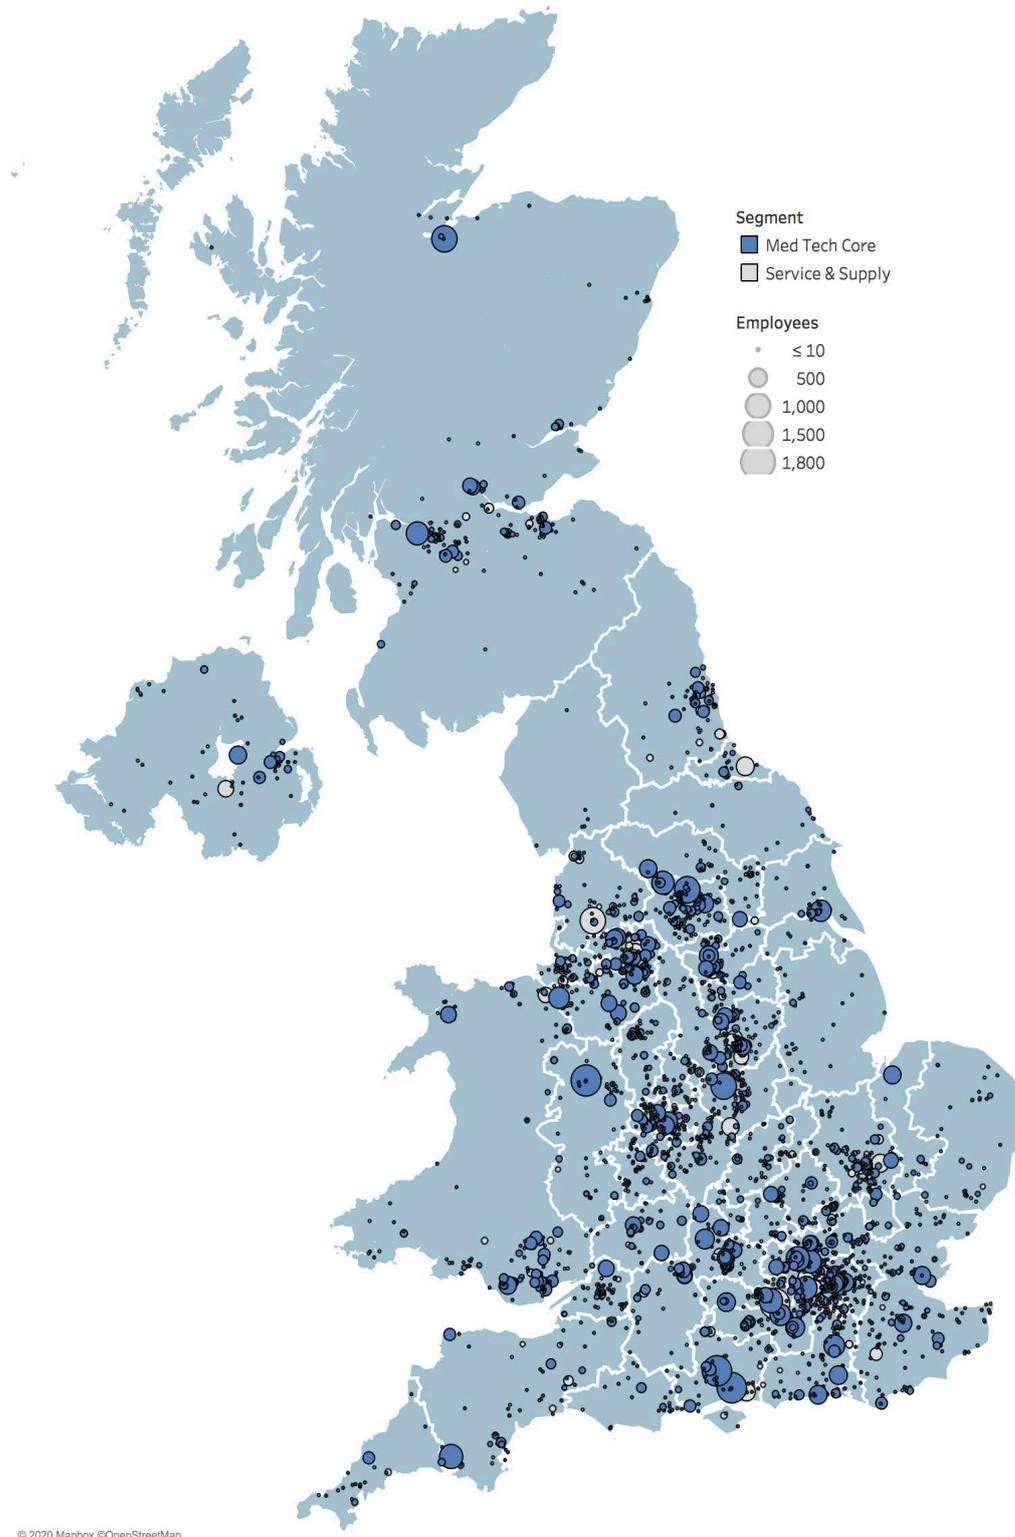 Segment
Med Tech Core
Service & Supply
Employees
≤ 10
500
1,000
1,500
1,800
© 2020 Mapbox ©OpenStreetMap